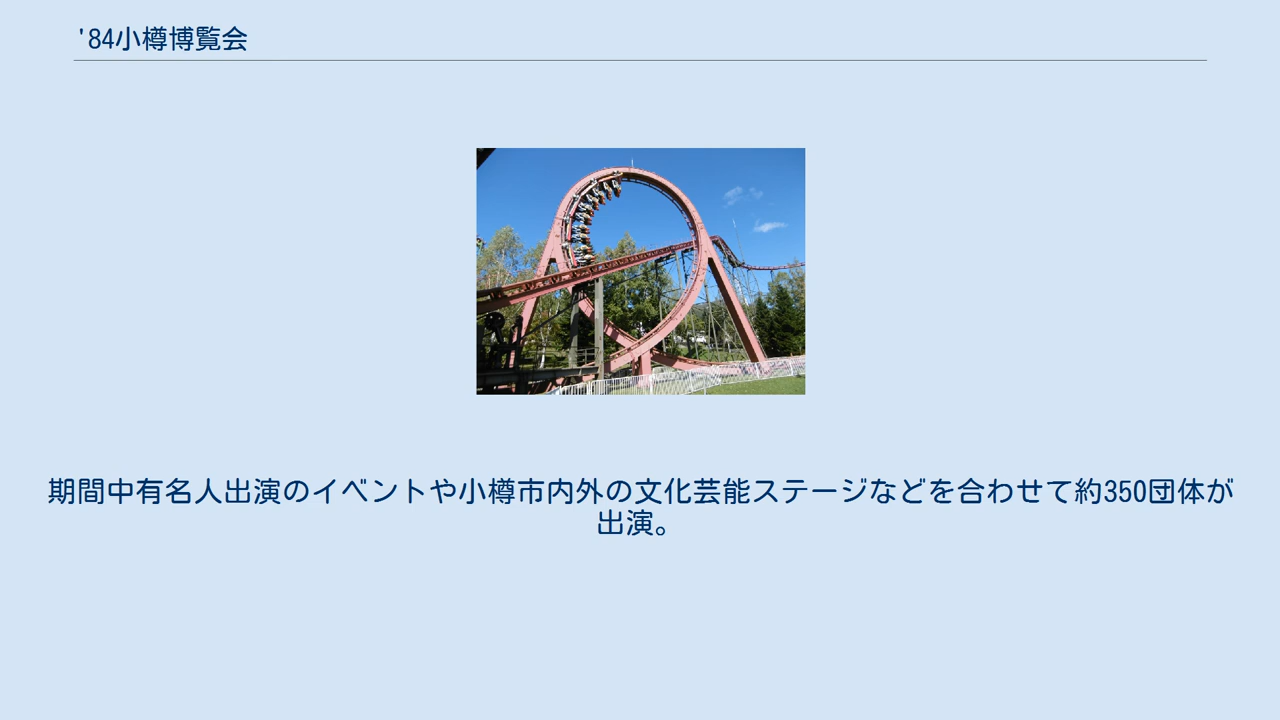 '84小樽博覧会
期間中有名人出演のイベントや小樽市内外の文化芸能ステージなどを合わせて約350団体が
出演。